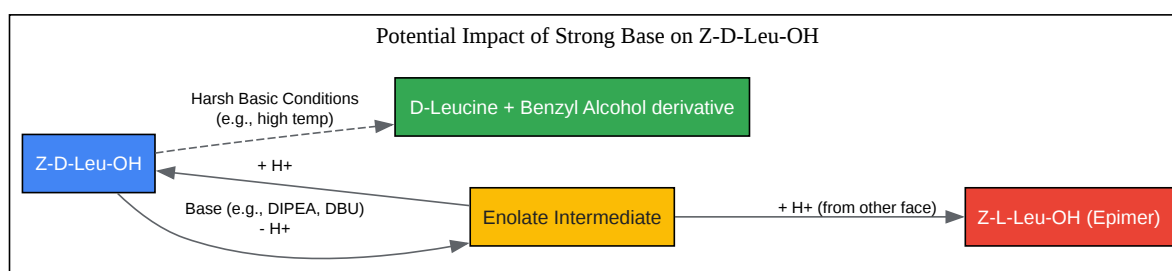 Potential Impact of Strong Base on Z-D-Leu-OH
Harsh Basic Conditions
(e.g., high temp)
D-Leucine + Benzyl Alcohol derivative
Z-D-Leu-OH
+ H+
Base (e.g., DIPEA, DBU)
- H+
Enolate Intermediate
+ H+ (from other face)
Z-L-Leu-OH (Epimer)